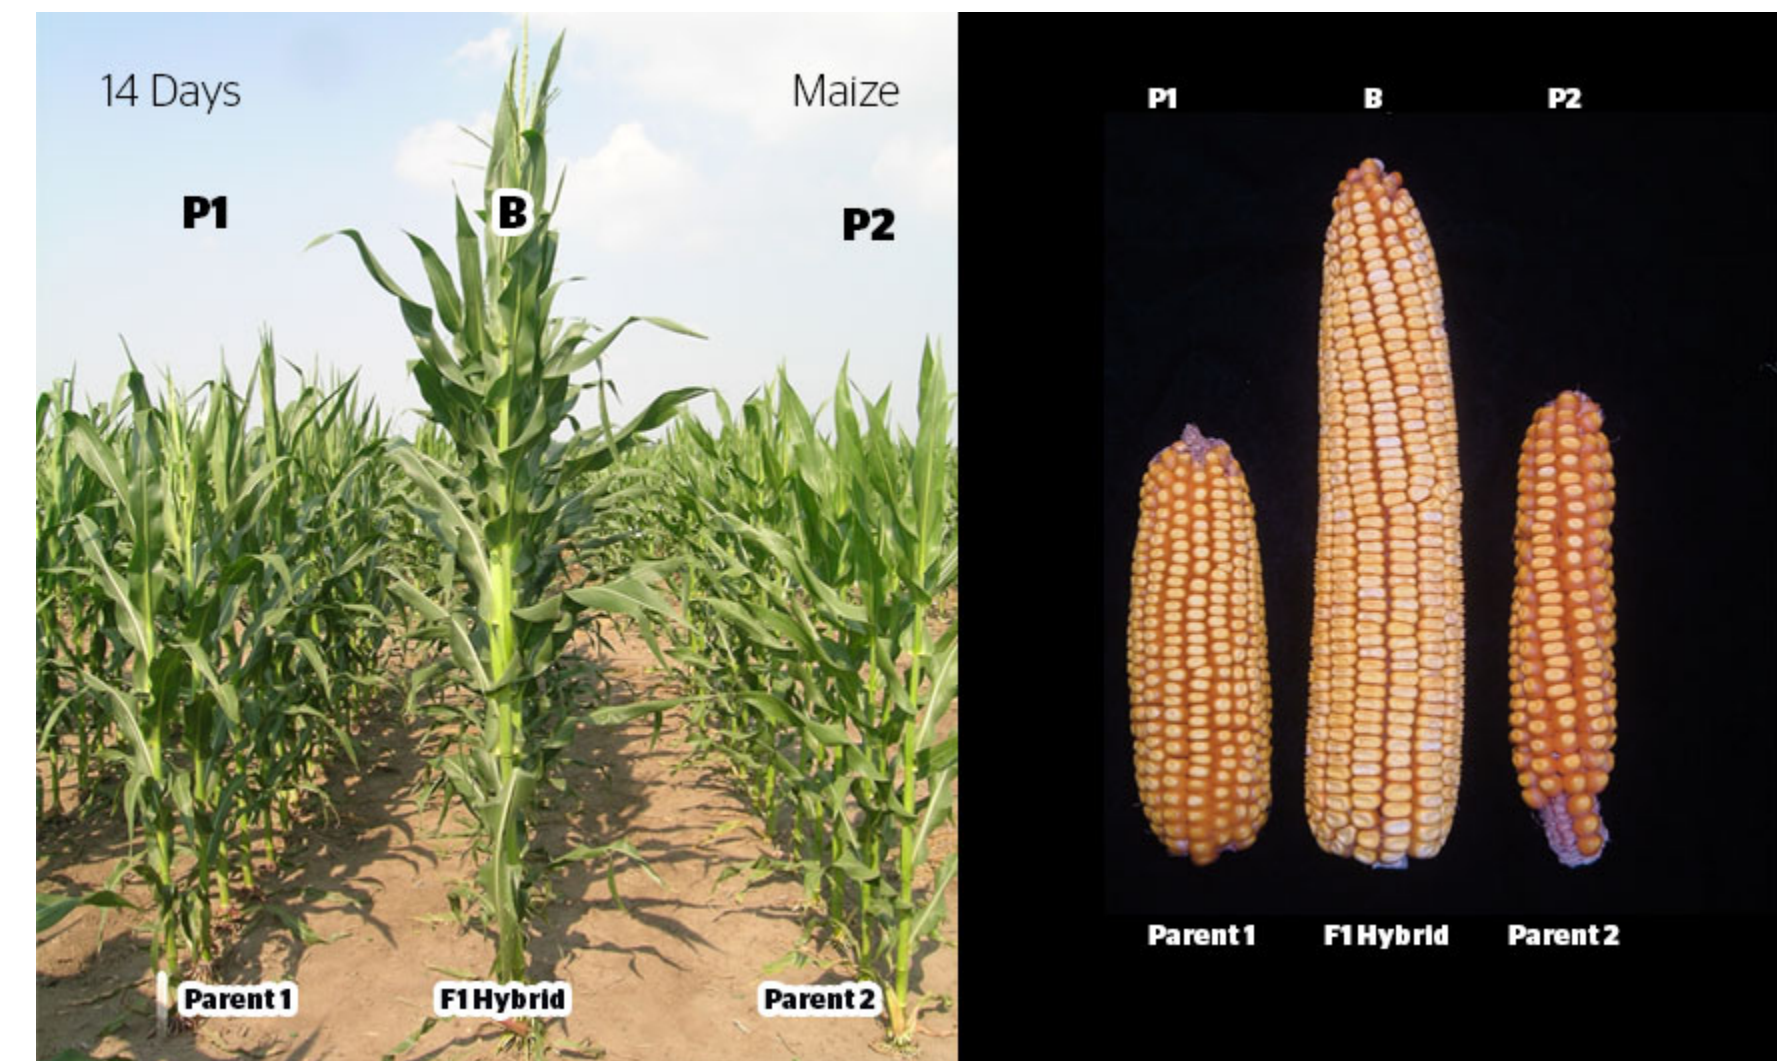 14 Days
Maize
P1
B
P2
Parent 1
F1 Hybrid
Parent 2
P1
B
P2
Parent 1
F1 Hybrid
Parent 2